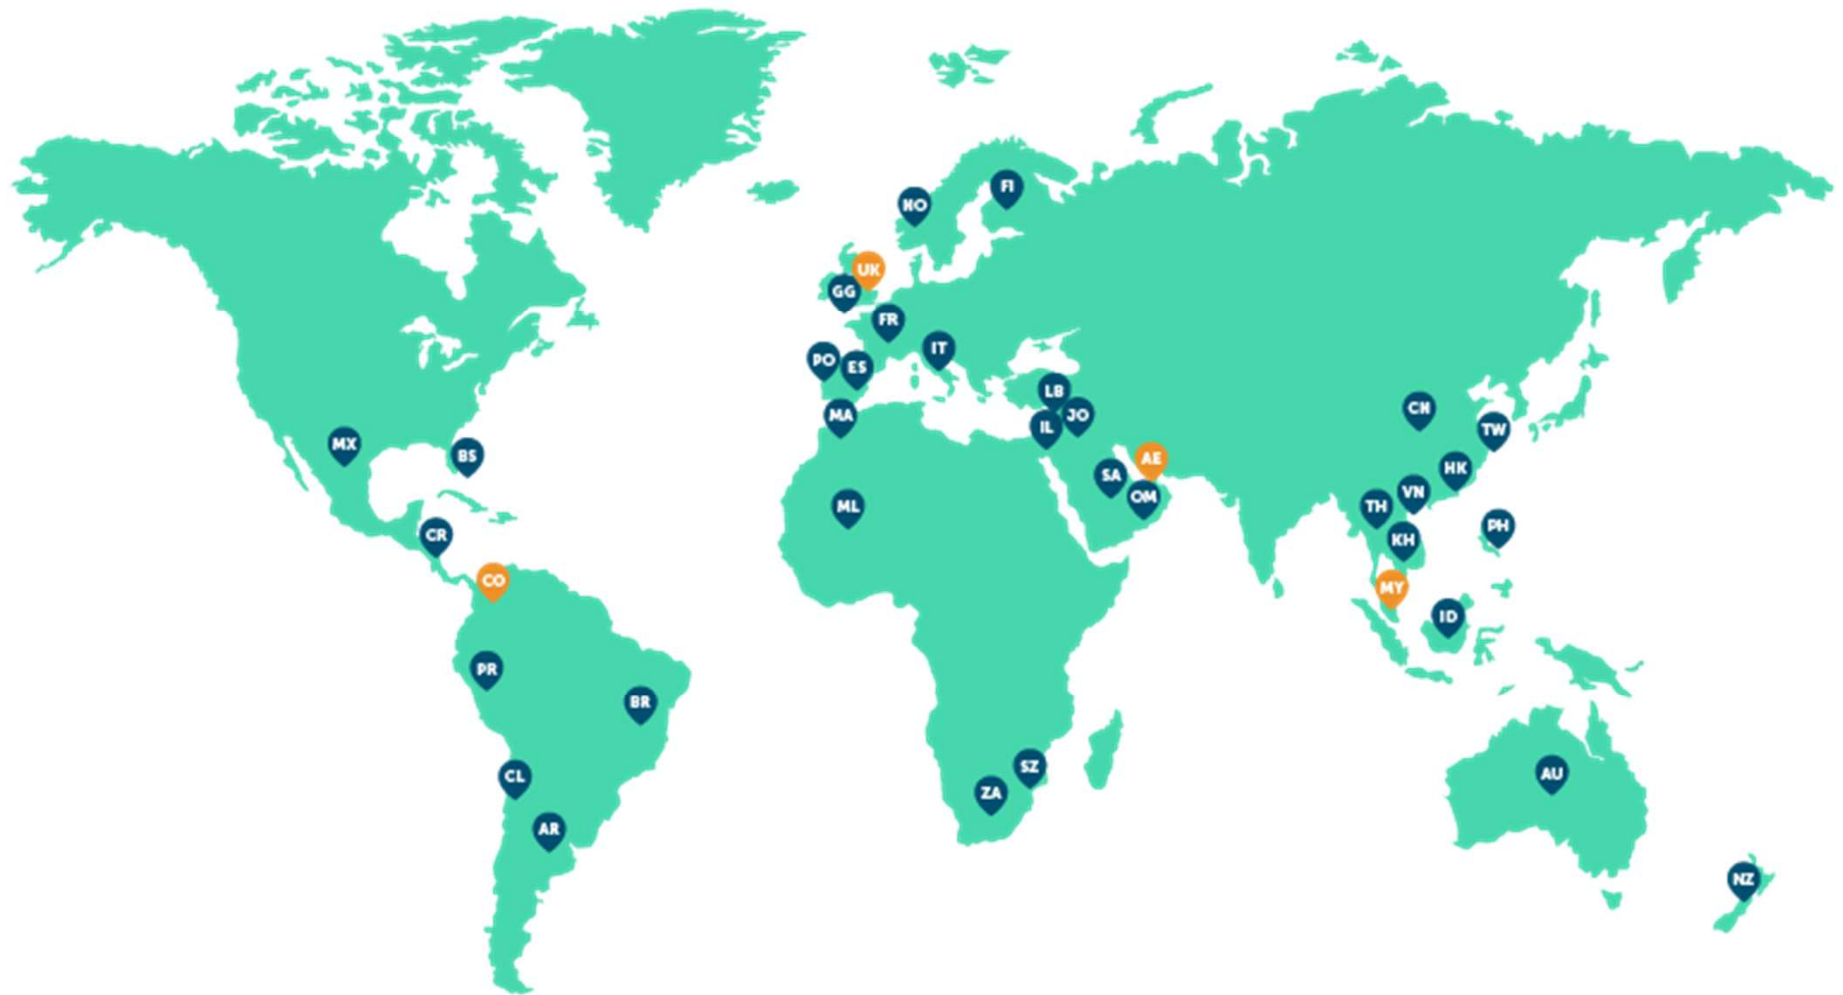 FI
NO
UK
GG
FR
IT
PO
ES
LB
CH
MA
JO
IL
TW
MX
BS
AE
HK
SA
OM
VN
ML
TH
PH
CR
KH
CO
MY
ID
PR
BR
SZ
AU
CL
ZA
AR
NZ